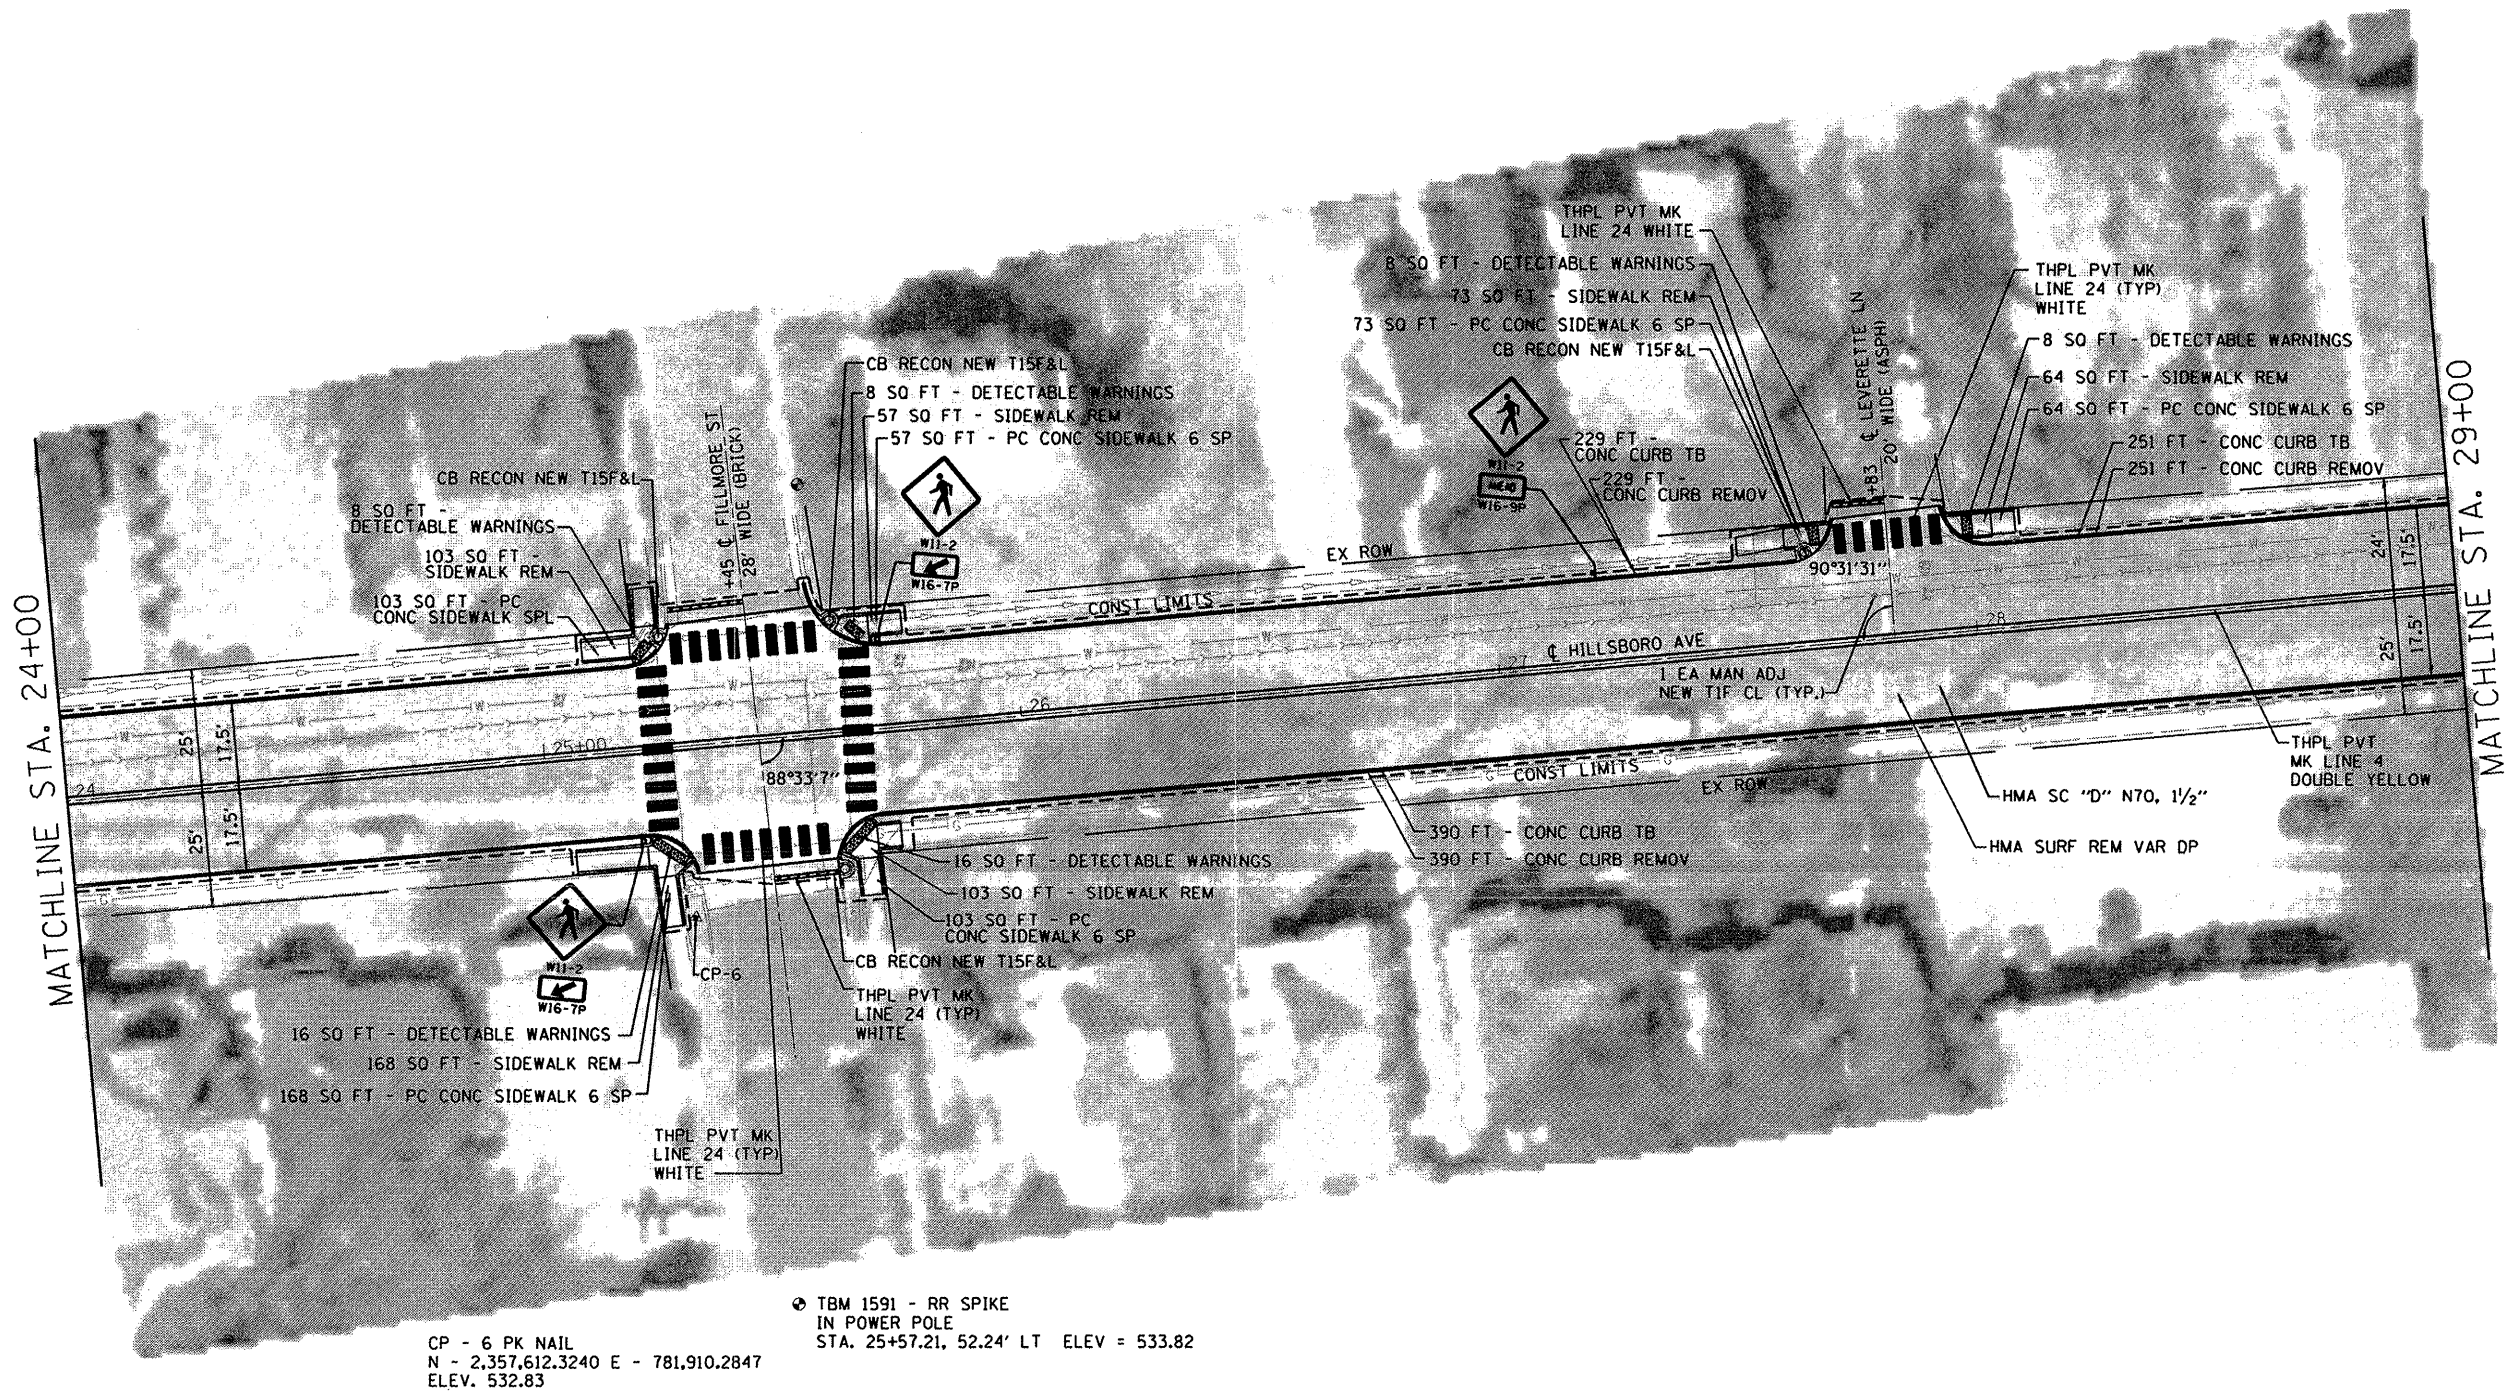 MATCHLINE STA. 24+00
CB RECON NEW T15F&L
8 SQ FT -
DETECTABLE WARNINGS
103 SQ FT -
SIDEWALK REM
103 SQ FT - PC
CONC SIDEWALK SPL
+45 ℄ FILLMORE ST
28' WIDE (BRICK)
CB RECON NEW T15F&L
8 SQ FT - DETECTABLE WARNINGS
57 SQ FT - SIDEWALK REM
57 SQ FT - PC CONC SIDEWALK 6 SP
W11-2
W16-7P
THPL PVT MK
LINE 24 WHITE
8 SQ FT - DETECTABLE WARNINGS
73 SQ FT - SIDEWALK REM
73 SQ FT - PC CONC SIDEWALK 6 SP
CB RECON NEW T15F&L
W11-2
AHEAD
W16-9P
229 FT -
CONC CURB TB
229 FT -
CONC CURB REMOV
+83 ℄ LEVERETTE LN
20' WIDE (ASPH)
THPL PVT MK
LINE 24 (TYP)
WHITE
8 SQ FT - DETECTABLE WARNINGS
64 SQ FT - SIDEWALK REM
64 SQ FT - PC CONC SIDEWALK 6 SP
251 FT - CONC CURB TB
251 FT - CONC CURB REMOV
MATCHLINE STA. 29+00
EX ROW
CONST LIMITS
90°31'31"
24'
17.5'
25'
17.5'
25'
17.5'
25'
17.5'
24
25+00
26
27
28
℄ HILLSBORO AVE
1 EA MAN ADJ
NEW T1F CL (TYP.)
88°33'7"
CONST LIMITS
EX ROW
THPL PVT
MK LINE 4
DOUBLE YELLOW
HMA SC "D" N70, 1½"
HMA SURF REM VAR DP
390 FT - CONC CURB TB
390 FT - CONC CURB REMOV
16 SQ FT - DETECTABLE WARNINGS
103 SQ FT - SIDEWALK REM
103 SQ FT - PC
CONC SIDEWALK 6 SP
CB RECON NEW T15F&L
THPL PVT MK
LINE 24 (TYP)
WHITE
CP-6
W11-2
W16-7P
16 SQ FT - DETECTABLE WARNINGS
168 SQ FT - SIDEWALK REM
168 SQ FT - PC CONC SIDEWALK 6 SP
THPL PVT MK
LINE 24 (TYP)
WHITE
TBM 1591 - RR SPIKE
IN POWER POLE
STA. 25+57.21, 52.24' LT ELEV = 533.82
CP - 6 PK NAIL
N - 2,357,612.3240 E - 781,910.2847
ELEV. 532.83